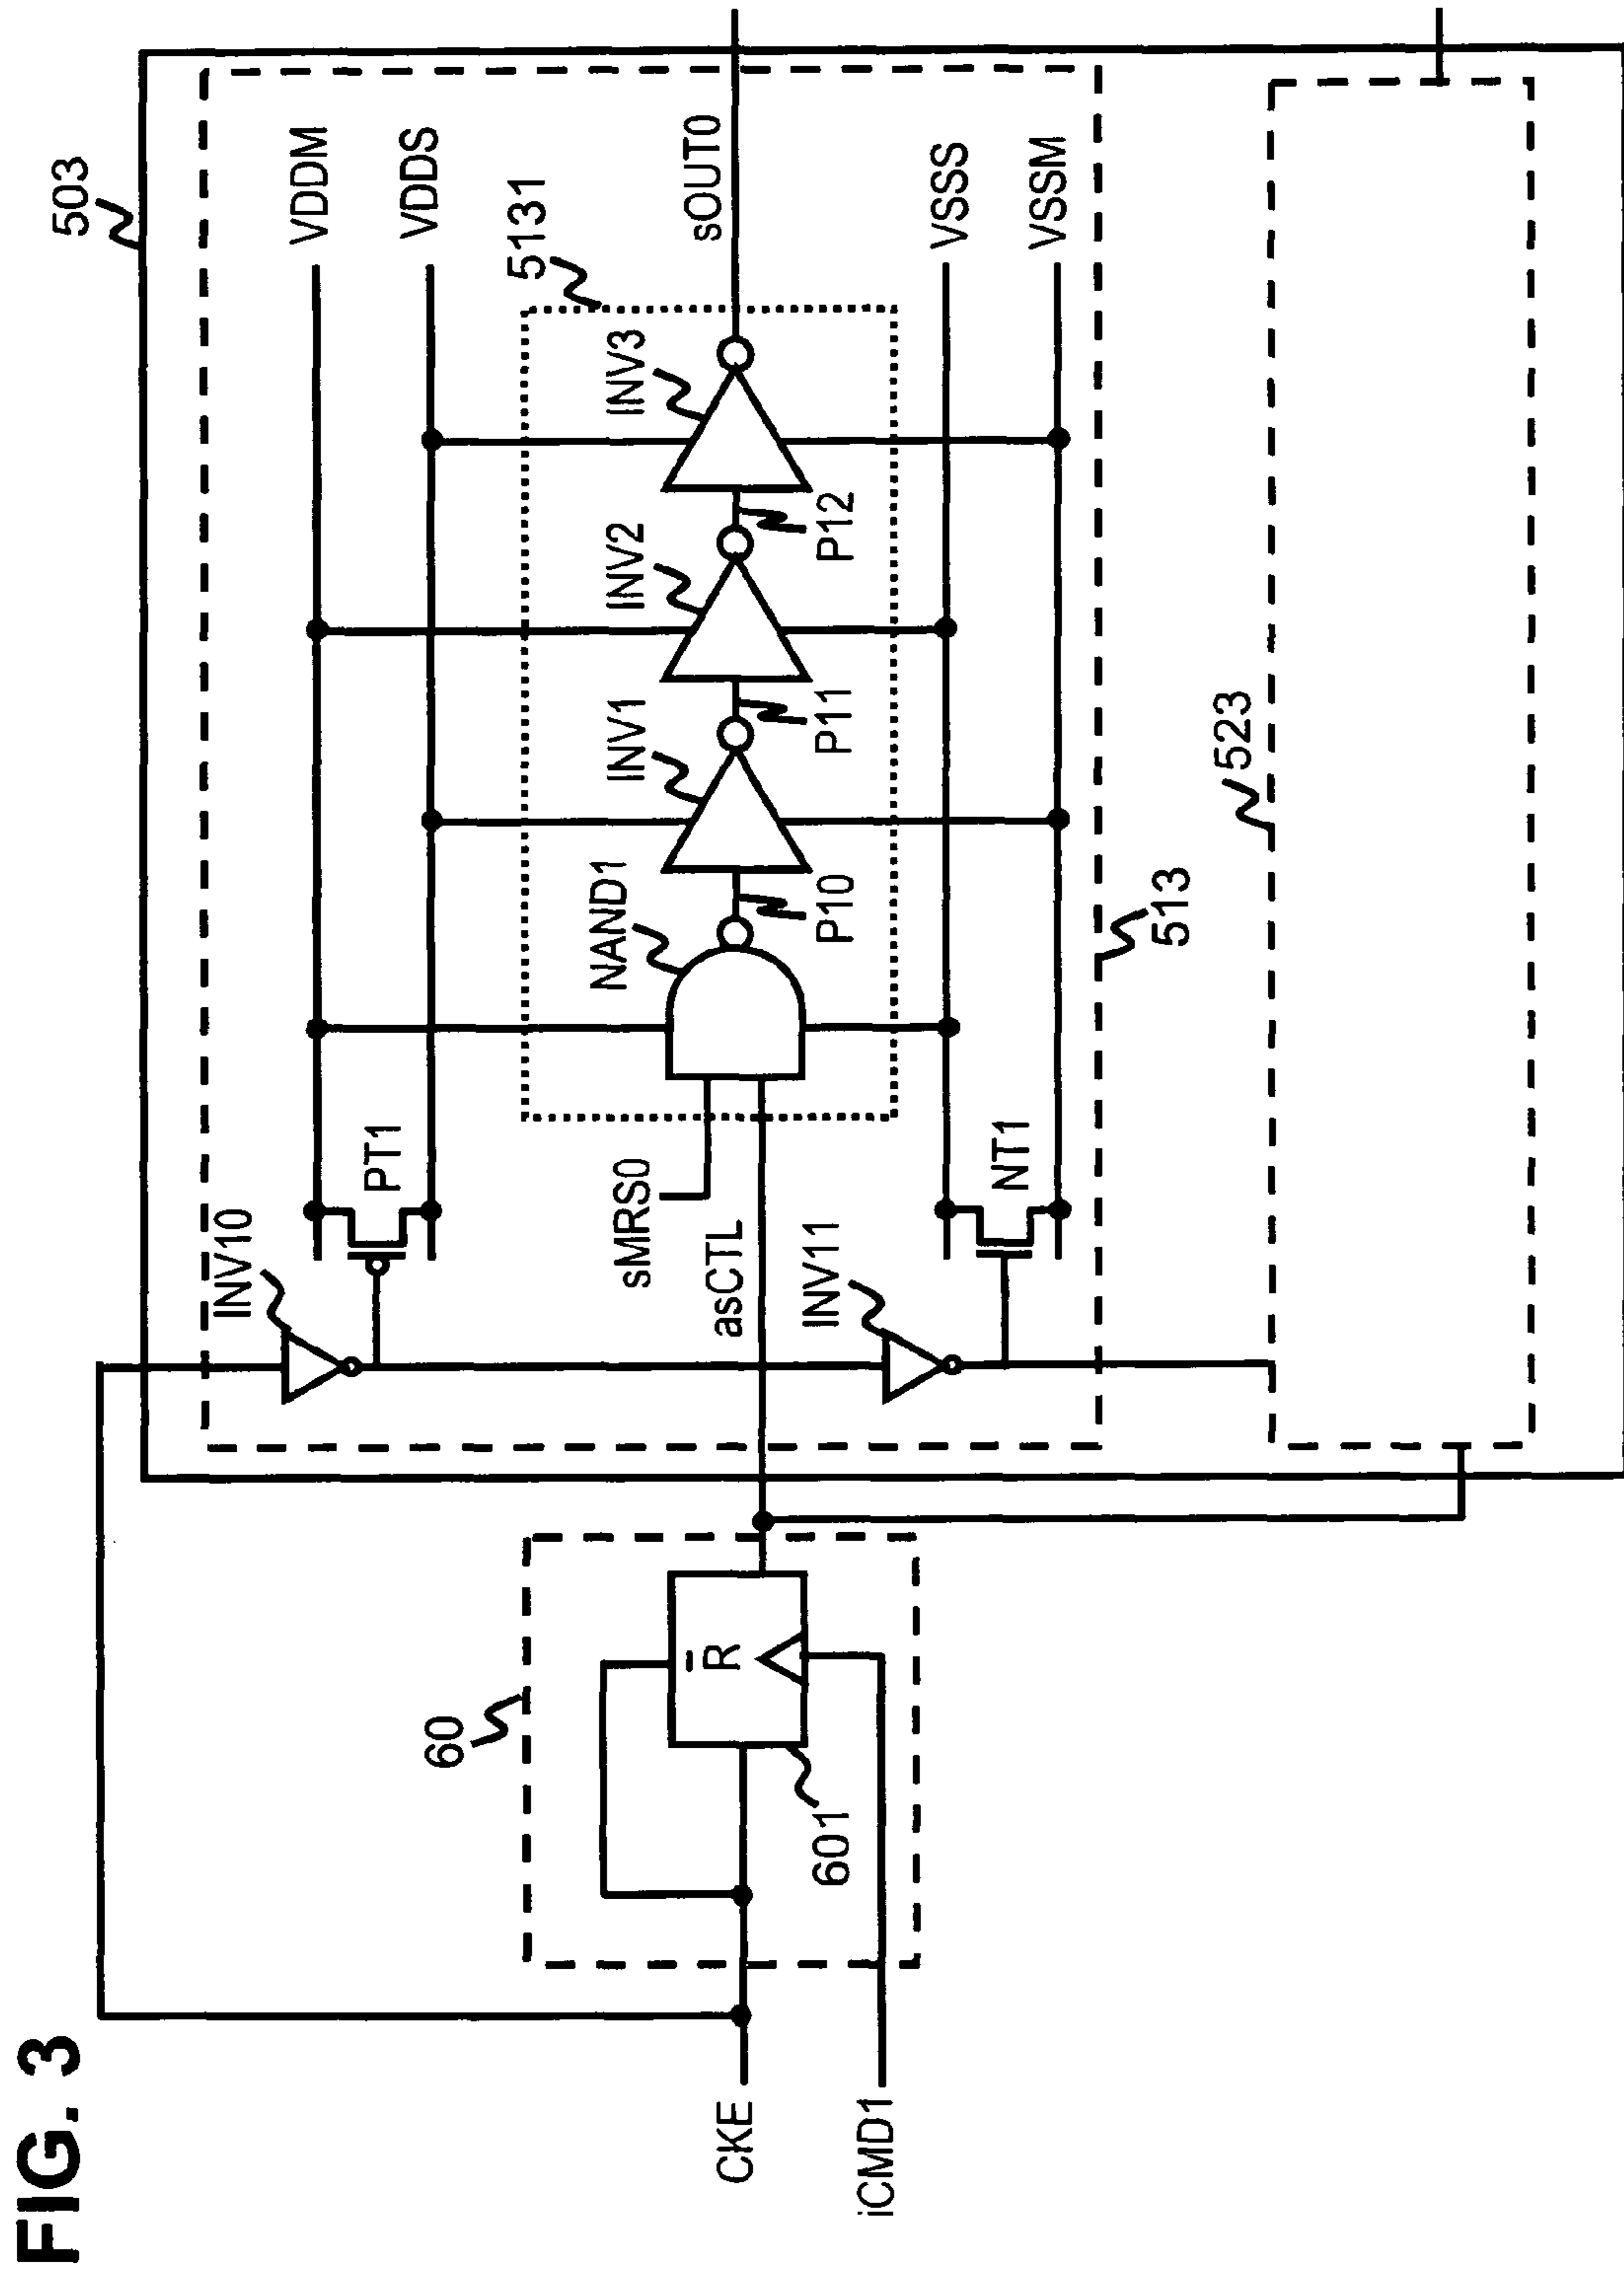 FIG. 3
503
VDDM
VDDS
5131
sOUT0
VSSS
VSSM
INV3
INV2
INV1
NAND1
P12
P11
P10
523
513
PT1
NT1
INV10
sMRS0
asCTL
INV11
60
R
601
CKE
iCMD1